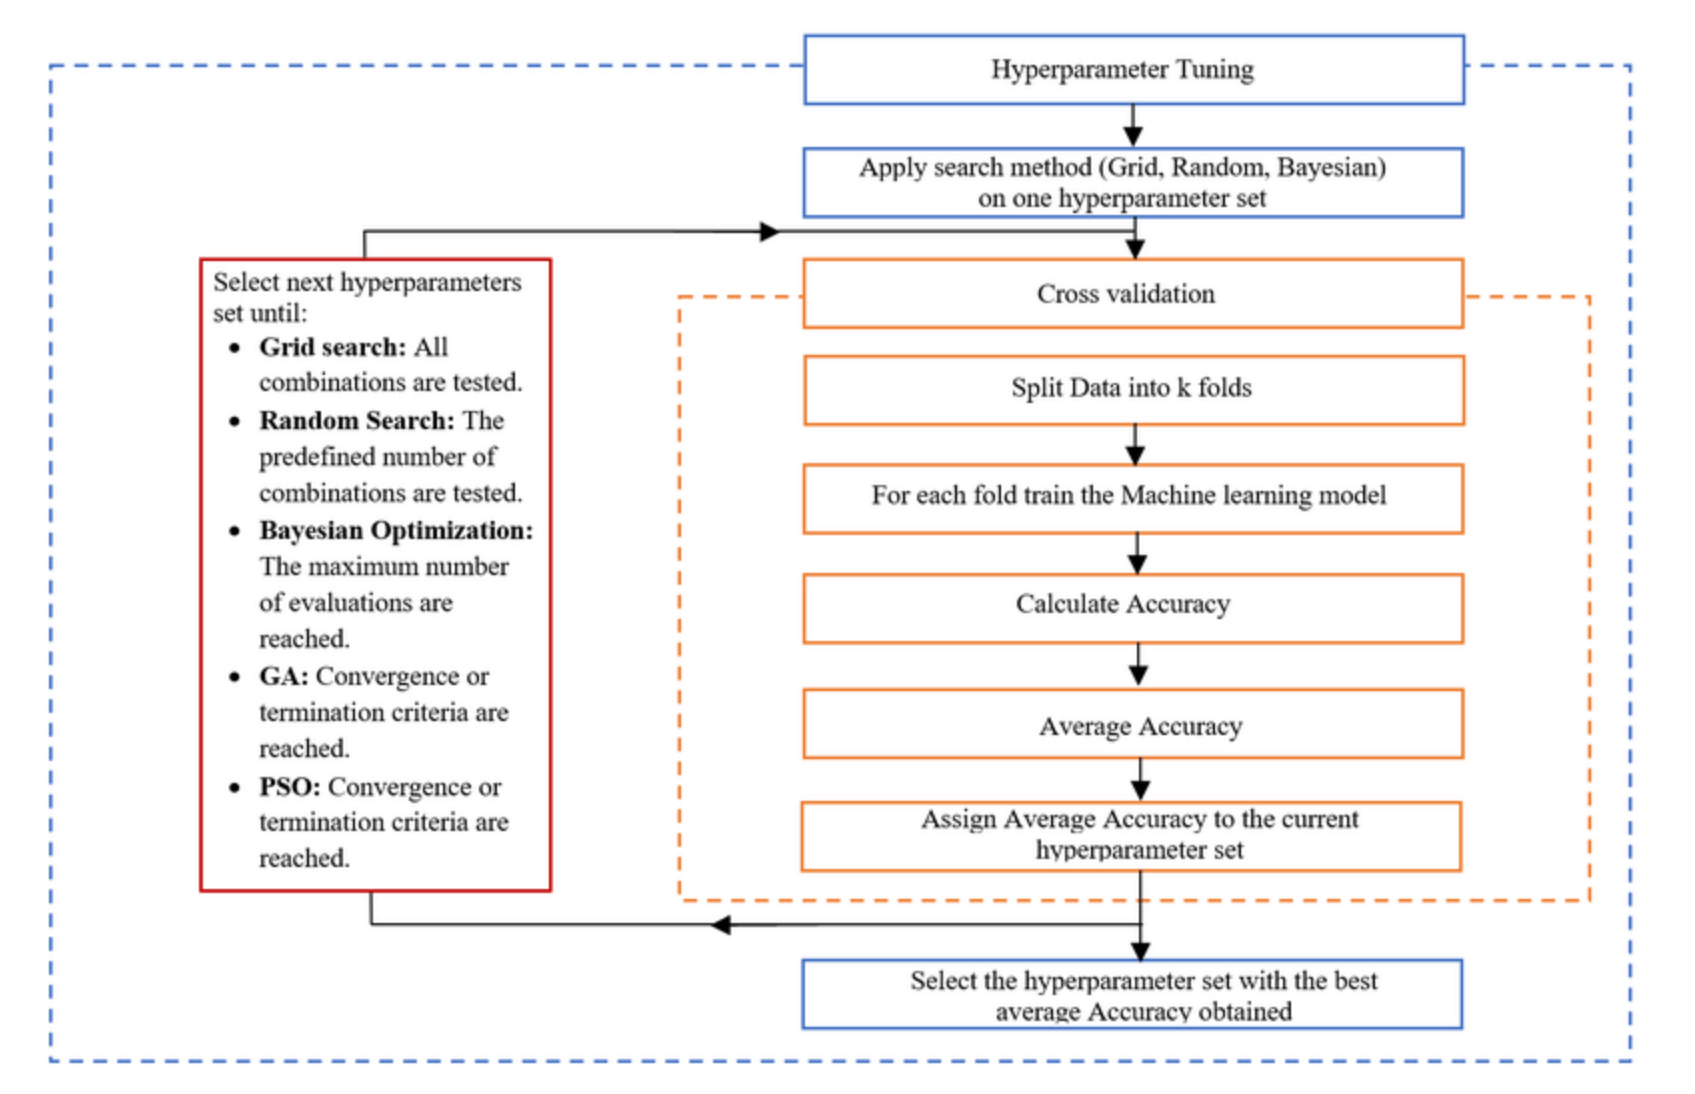 Hyperparameter Tuning
Apply search method (Grid, Random, Bayesian)
on one hyperparameter set
Select next hyperparameters
set until:
• Grid search: All
combinations are tested.
• Random Search: The
predefined number of
combinations are tested.
• Bayesian Optimization:
The maximum number
of evaluations are
reached.
• GA: Convergence or
termination criteria are
reached.
• PSO: Convergence or
termination criteria are
reached.
Cross validation
Split Data into k folds
For each fold train the Machine learning model
Calculate Accuracy
Average Accuracy
Assign Average Accuracy to the current
hyperparameter set
Select the hyperparameter set with the best
average Accuracy obtained